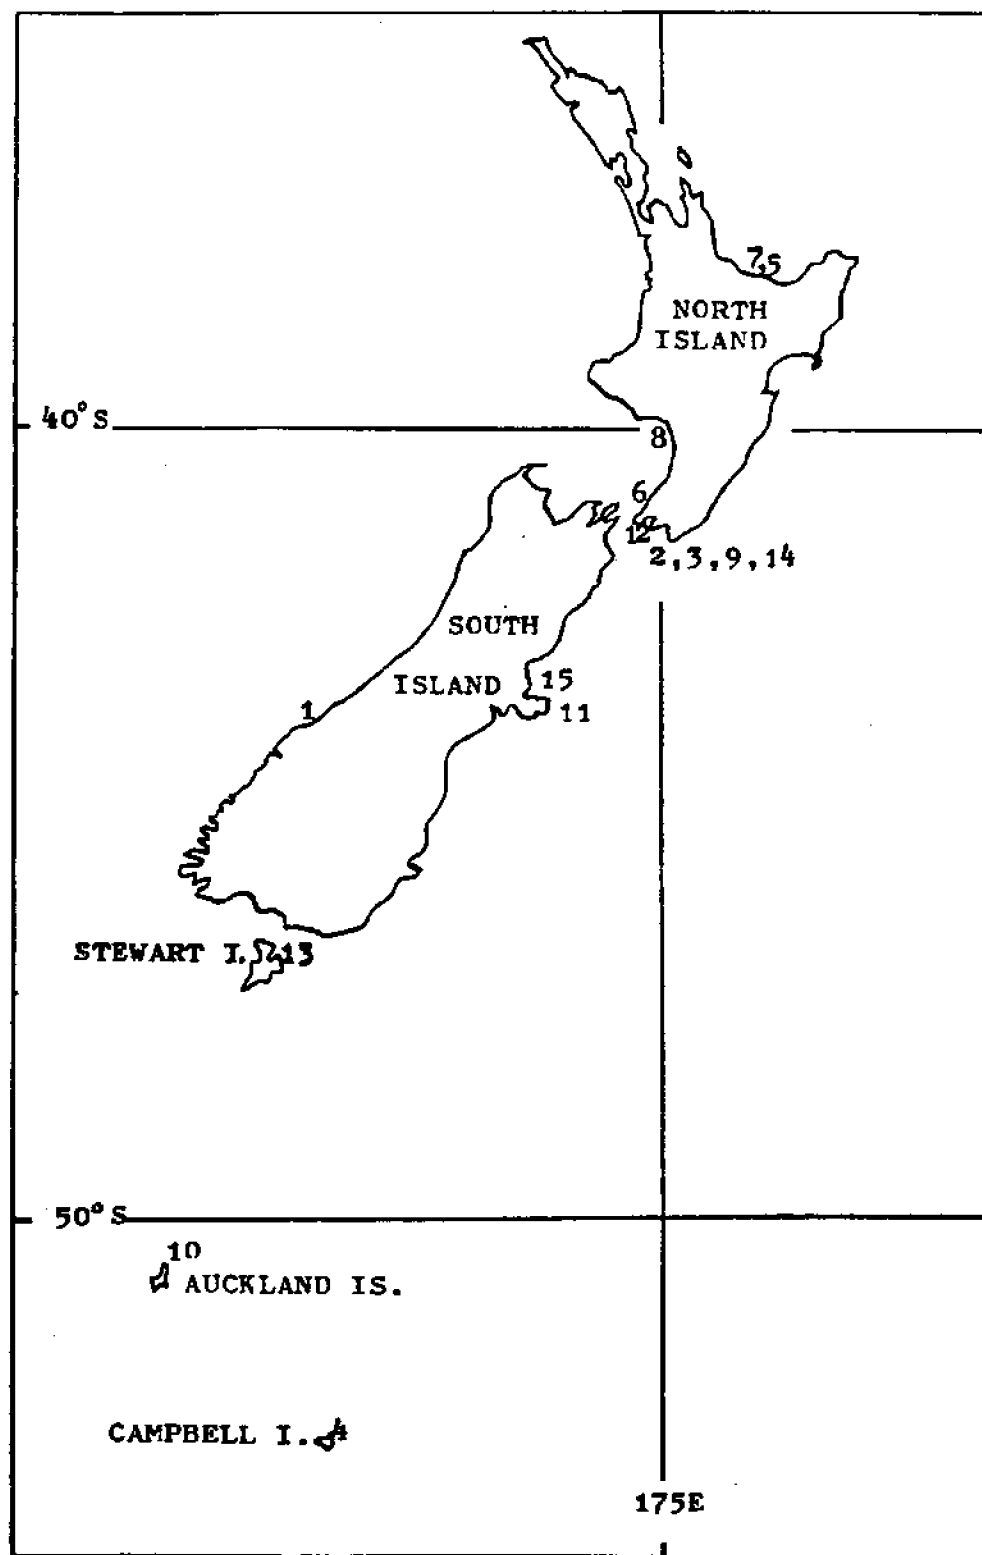 7,5
NORTH
ISLAND
40°S
8
6
12
2,3,9,14
SOUTH
ISLAND
15
11
1
STEWART I. 13
50°S
10
AUCKLAND IS.
CAMPBELL I. 4
175E